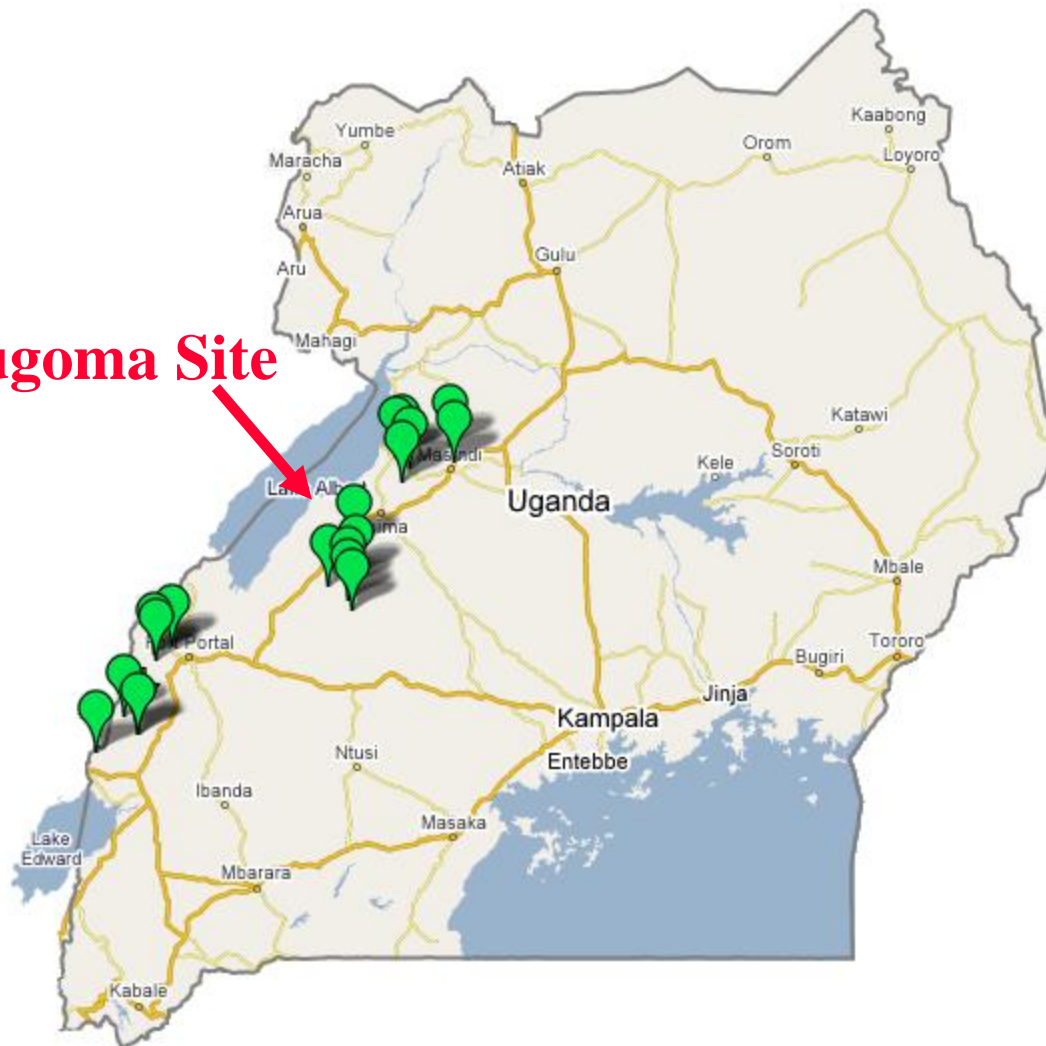 Kaabong
Yumbe
Orom
Loyoro
Maracha
Atiak
Arua
Gulu
Aru
Mahagi
ugoma Site
Katawi
Soroti
Kele
Uganda
Mbale
Portal
Tororo
Bugiri
Jinja
Kampala
Ntusi
Entebbe
Ibanda
Masaka
Lake
Edward
Mbarara
Kabale